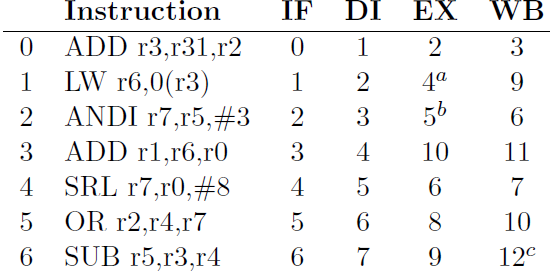 Instruction IF DI EX WB
0 ADD r3,r31,r2 0 1 2 3
1 LW r6,0(r3) 1 2 4a 9
2 ANDI r7,r5,#3 2 3 5b 6
3 ADD r1,r6,r0 3 4 10 11
4 SRL r7,r0,#8 4 5 6 7
5 OR r2,r4,r7 5 6 8 10
6 SUB r5,r3,r4 6 7 9 12c